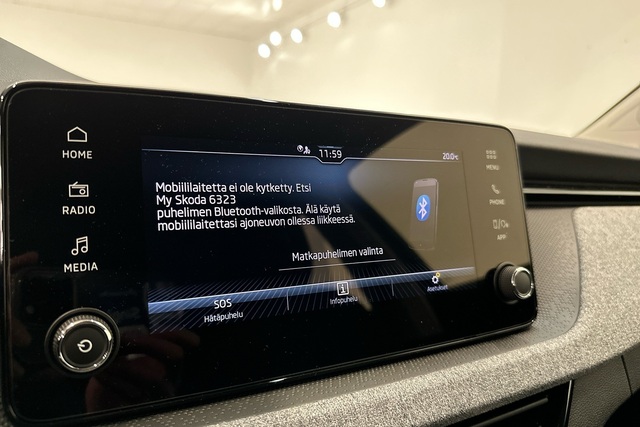 HOME
RADIO
MEDIA
11:59
20.0°C
Mobiililaitetta ei ole kytketty. Etsi
My Skoda 6323
puhelimen Bluetooth-valikosta. Älä käytä
mobiililaitettasi ajoneuvon ollessa liikkeessä.
Matkapuhelimen valinta
SOS
Hätäpuhelu
i
Infopuhelu
Asetukset
MENU
PHONE
APP